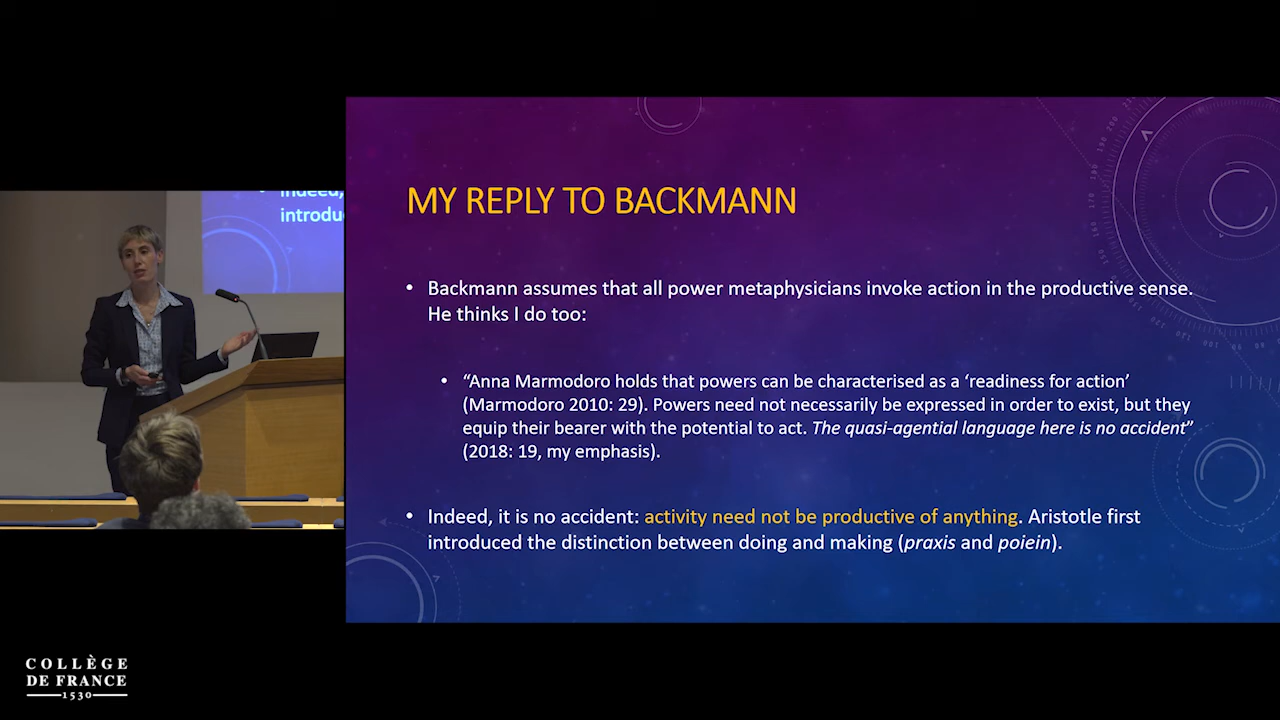 Indeed,
introdu
MY REPLY TO BACKMANN
• Backmann assumes that all power metaphysicians invoke action in the productive sense.
He thinks I do too:
• “Anna Marmodoro holds that powers can be characterised as a ‘readiness for action’
(Marmodoro 2010: 29). Powers need not necessarily be expressed in order to exist, but they
equip their bearer with the potential to act. The quasi-agential language here is no accident”
(2018: 19, my emphasis).
• Indeed, it is no accident: activity need not be productive of anything. Aristotle first
introduced the distinction between doing and making (praxis and poiein).
COLLÈGE
DE FRANCE
1530